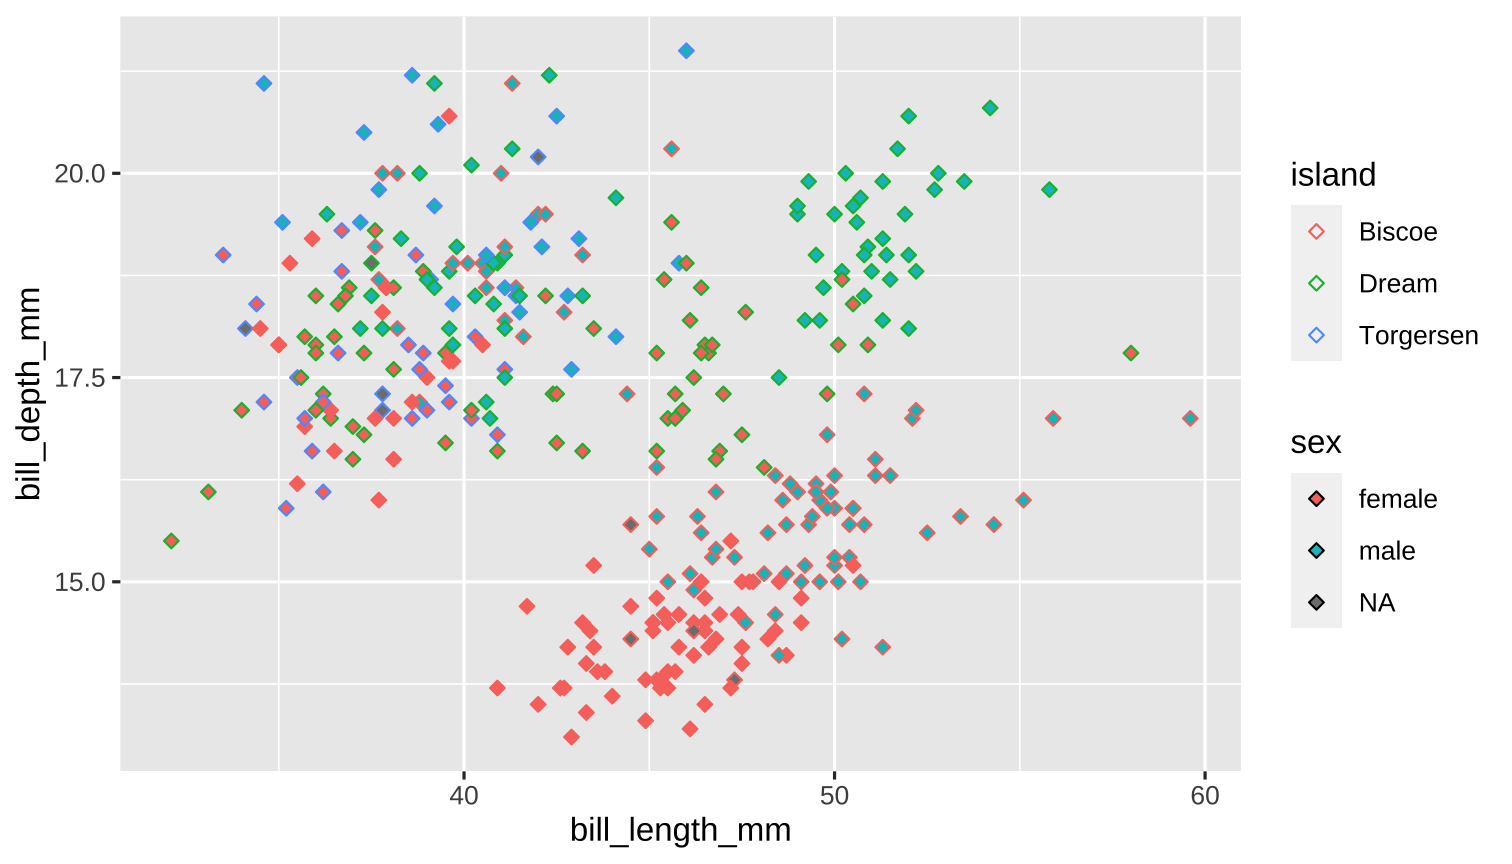 20.0
17.5
15.0
40
50
60
bill_length_mm
bill_depth_mm
island
Biscoe
Dream
Torgersen
sex
female
male
NA